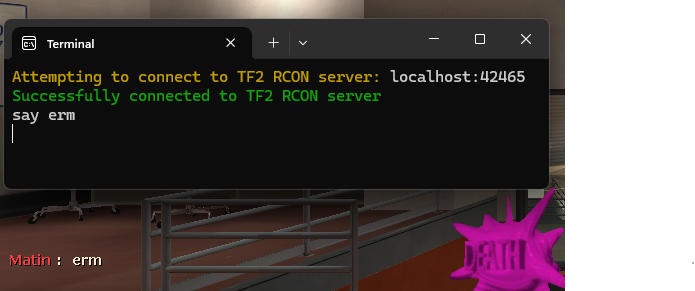 Terminal
Attempting to connect to TF2 RCON server: localhost:42465
Successfully connected to TF2 RCON server
say erm
Matin : erm
DEATH